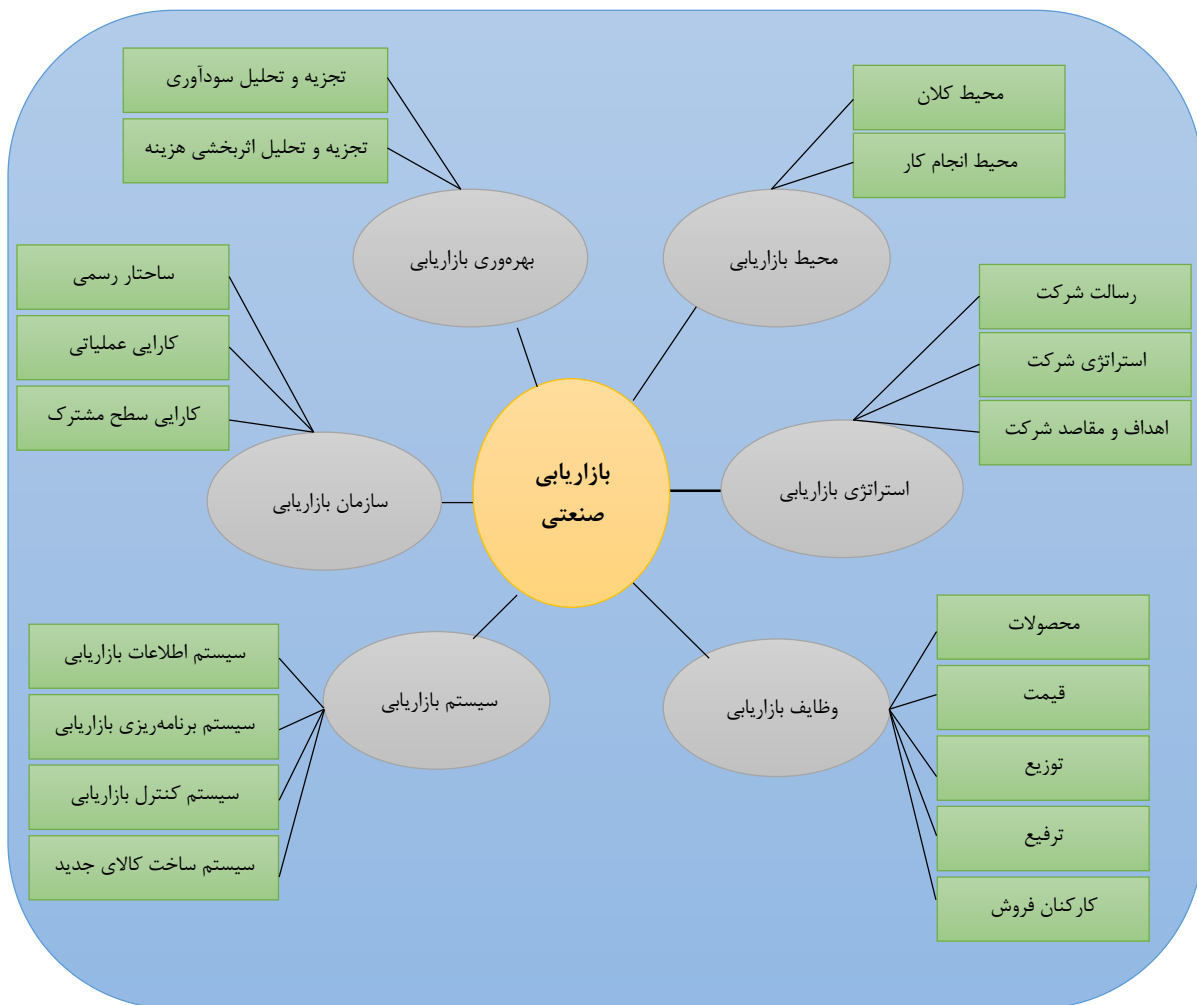 محیط کلان
محیط انجام کار
محیط بازاریابی
رسالت شرکت
استراتژی شرکت
اهداف و مقاصد شرکت
استراتژی بازاریابی
محصولات
قیمت
توزیع
ترفیع
کارکنان فروش
وظایف بازاریابی
بازاریابی
صنعتی
تجزیه و تحلیل سودآوری
تجزیه و تحلیل اثربخشی هزینه
بهره‌وری بازاریابی
ساحتار رسمی
کارایی عملیاتی
کارایی سطح مشترک
سازمان بازاریابی
سیستم اطلاعات بازاریابی
سیستم برنامه‌ریزی بازاریابی
سیستم کنترل بازاریابی
سیستم ساخت کالای جدید
سیستم بازاریابی